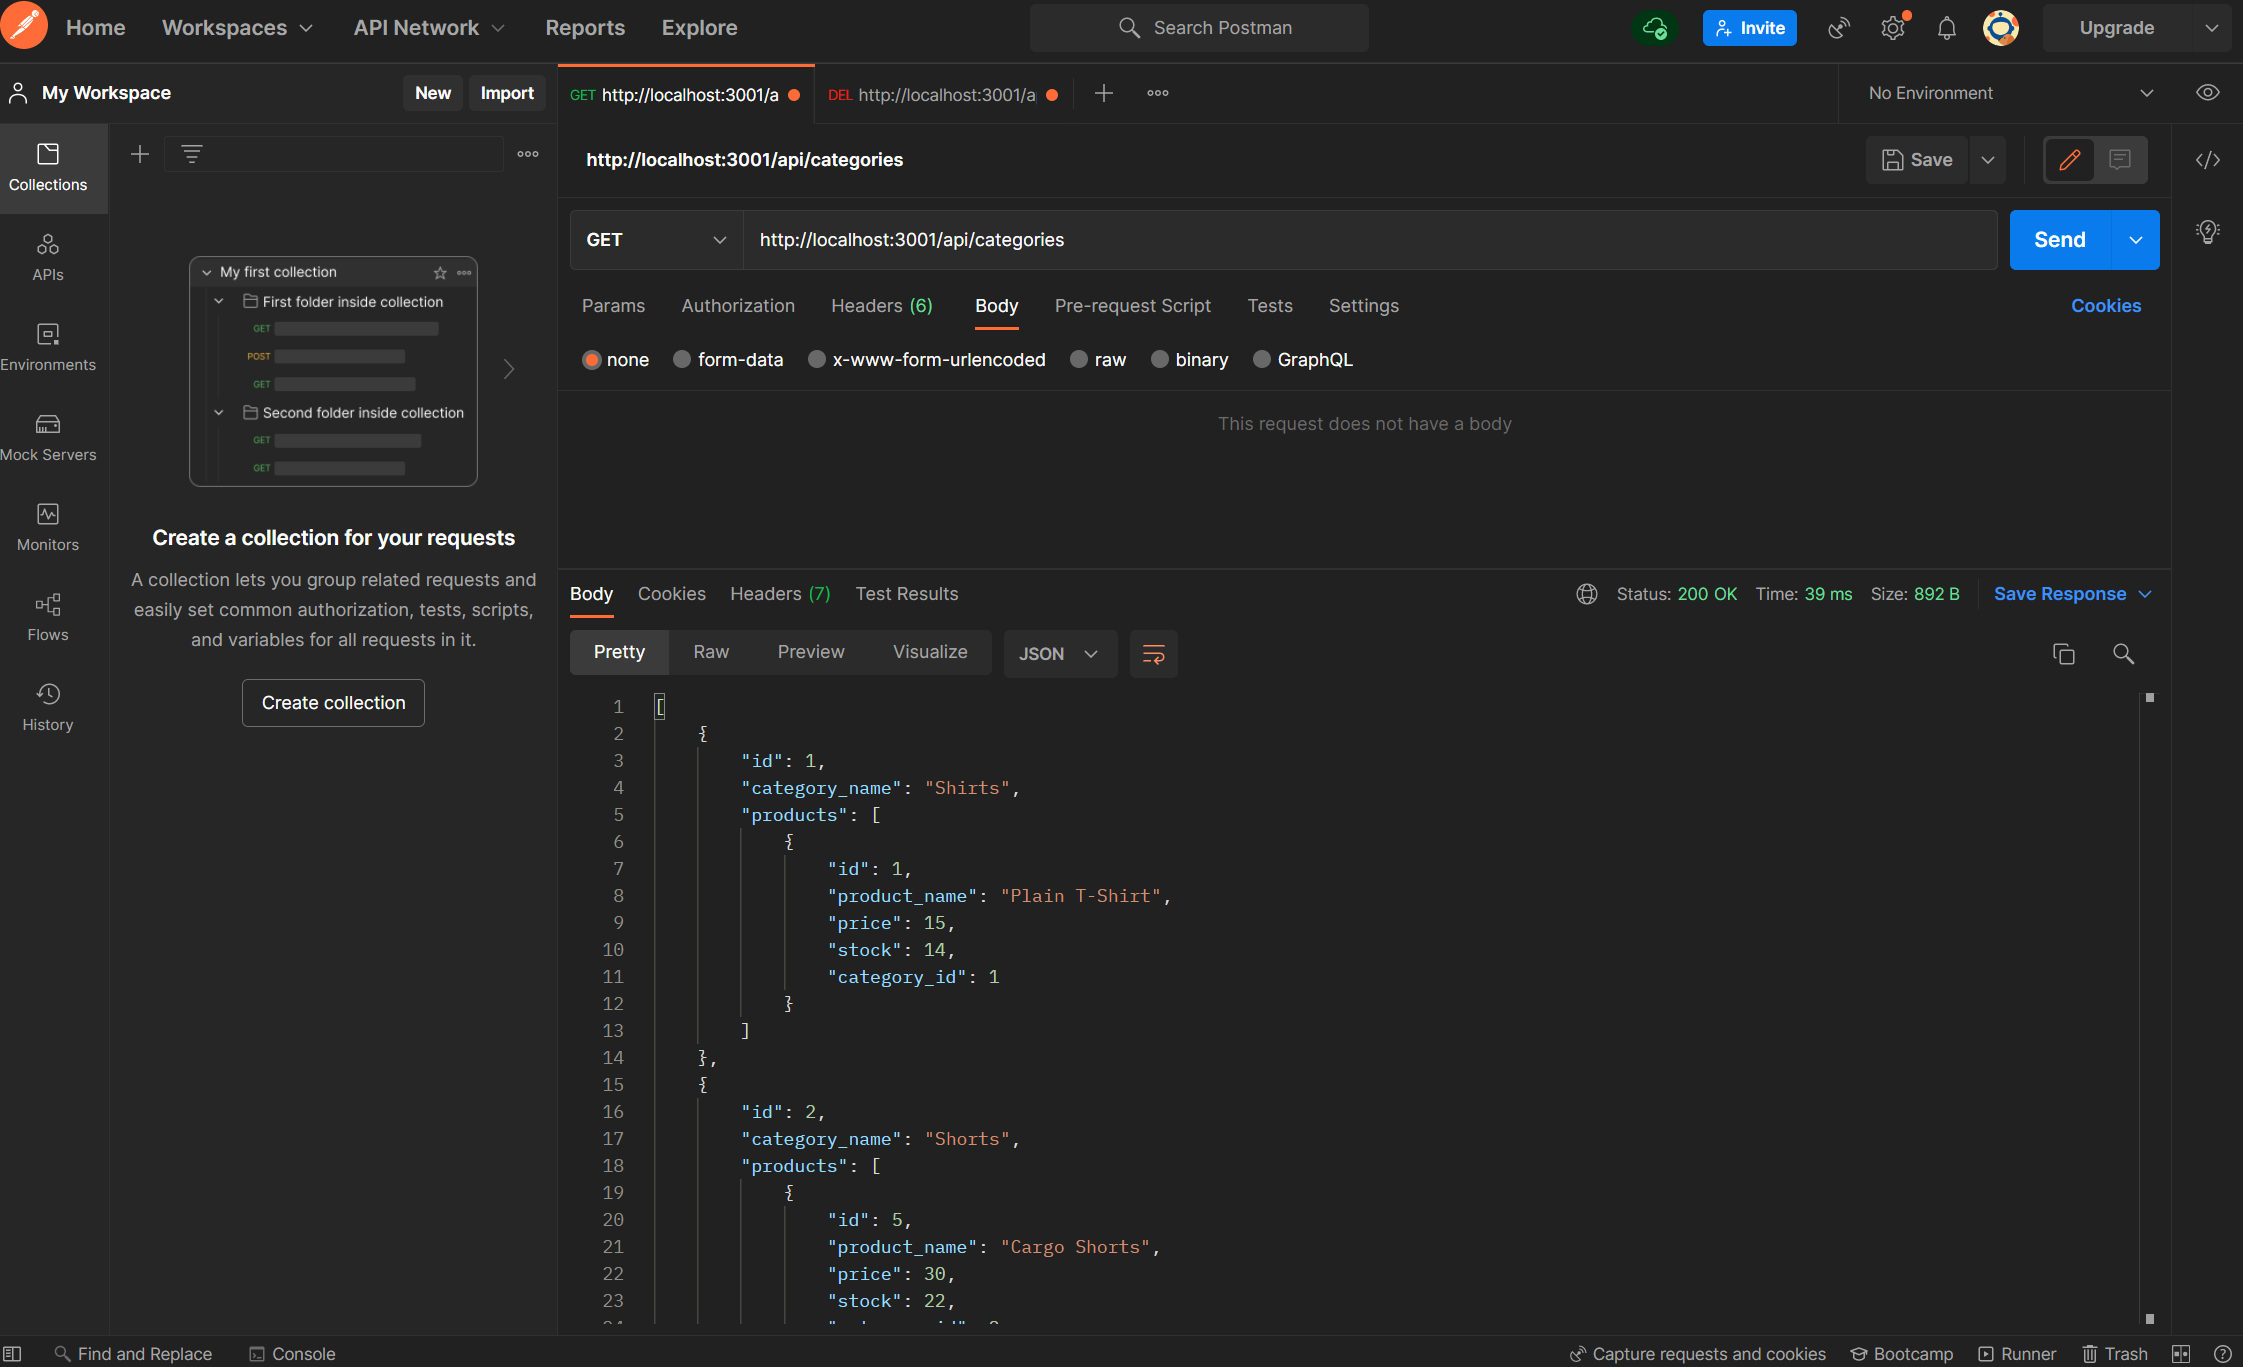 Home Workspaces API Network Reports Explore Search Postman Invite Upgrade
My Workspace New Import
GET http://localhost:3001/a DEL http://localhost:3001/a No Environment
Collections
APIs
Environments
Mock Servers
Monitors
Flows
History
My first collection
First folder inside collection
GET
POST
GET
Second folder inside collection
GET
GET
Create a collection for your requests
A collection lets you group related requests and
easily set common authorization, tests, scripts,
and variables for all requests in it.
Create collection
http://localhost:3001/api/categories Save
GET http://localhost:3001/api/categories Send
Params Authorization Headers (6) Body Pre-request Script Tests Settings Cookies
none form-data x-www-form-urlencoded raw binary GraphQL
This request does not have a body
Body Cookies Headers (7) Test Results Status: 200 OK Time: 39 ms Size: 892 B Save Response
Pretty Raw Preview Visualize JSON
1 [
2 {
3 "id": 1,
4 "category_name": "Shirts",
5 "products": [
6 {
7 "id": 1,
8 "product_name": "Plain T-Shirt",
9 "price": 15,
10 "stock": 14,
11 "category_id": 1
12 }
13 ]
14 },
15 {
16 "id": 2,
17 "category_name": "Shorts",
18 "products": [
19 {
20 "id": 5,
21 "product_name": "Cargo Shorts",
22 "price": 30,
23 "stock": 22,
Find and Replace Console Capture requests and cookies Bootcamp Runner Trash